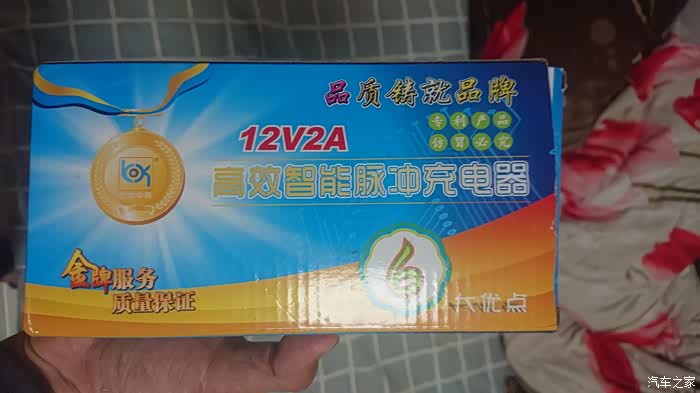 品质铸就品牌
12V2A
专利产品
仿冒必究
高效智能脉冲充电器
金牌服务
质量保证
六大优点
汽车之家